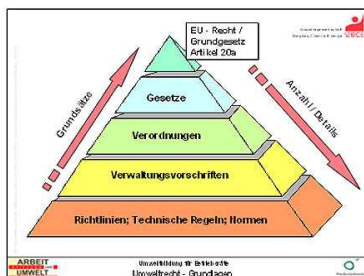 EU - Recht /
Grundgesetz
Artikel 20a
Gesetze
Verordnungen
Verwaltungsvorschriften
Richtlinien; Technische Regeln; Normen
Grundsätze
Anzahl / Details
ARBEIT
UMWELT
Umweltbildung für Betriebsräte
Umweltrecht - Grundlagen